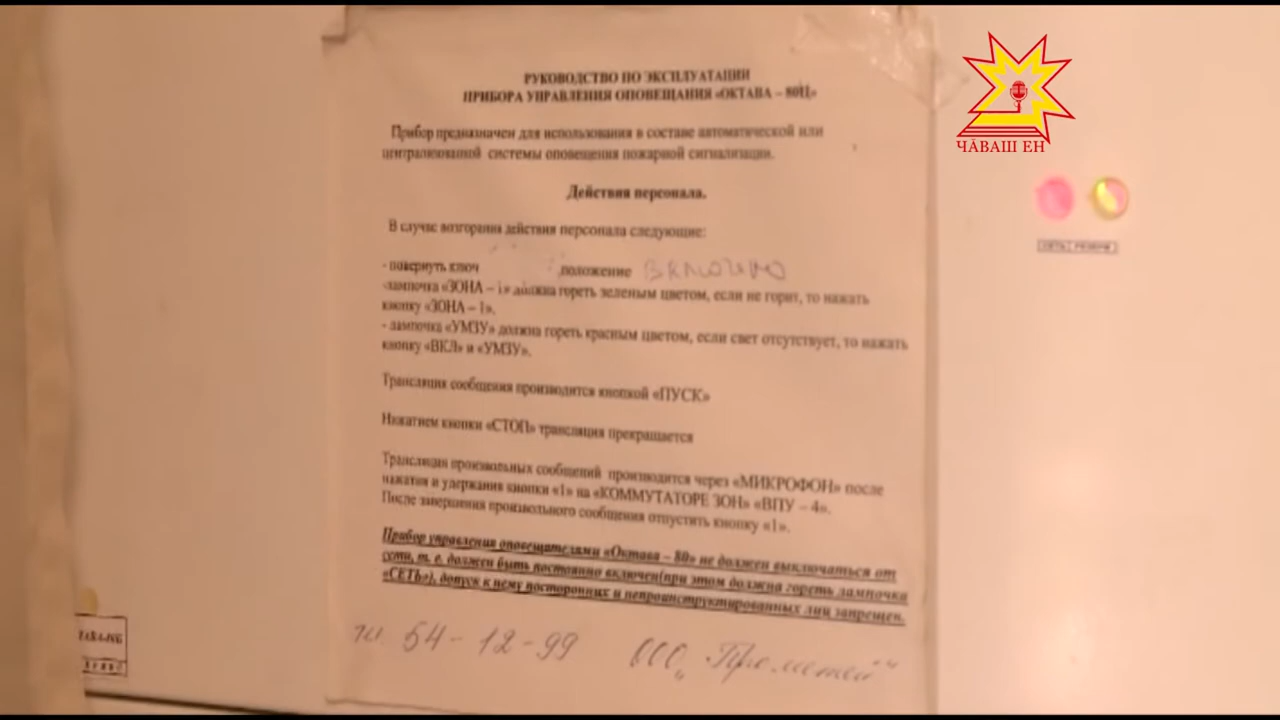 РУКОВОДСТВО ПО ЭКСПЛУАТАЦИИ
ПРИБОРА УПРАВЛЕНИЯ ОПОВЕЩАНИЯ «ОКТАВА – 80Ц»
ЧӐВАШ ЕН
Прибор предназначен для использования в составе автоматической или
системы оповещения пожарной сигнализации.
Действия персонала.
В случае возгорания действия персонала следующие:
- повернуть ключ положение включено
-лампочка «ЗОНА – 1» должна гореть зеленым цветом, если не горит, то нажать
кнопку «ЗОНА – 1».
- лампочка «УМЗУ» должна гореть красным цветом, если свет отсутствует, то нажать
кнопку «ВКЛ» и «УМЗУ».
Трансляция сообщения производится кнопкой «ПУСК»
Нажатием кнопки «СТОП» трансляция прекращается
Трансляция произвольных сообщений производится через «МИКРОФОН» после
нажатия и удержания кнопки «1» на «КОММУТАТОРЕ ЗОН» «ВПУ – 4».
После завершения произвольного сообщения отпустить кнопку «1».
Прибор управления оповещателями «Октава – 80» не должен выключаться от
сети, т. е. должен быть постоянно включен(при этом должна гореть лампочка
«СЕТЬ»), допуск к нему посторонних и непроинструктированных лиц запрещен.
54-12-99 ООО „Прометей"
СЕТЬ РЕЗЕРВ